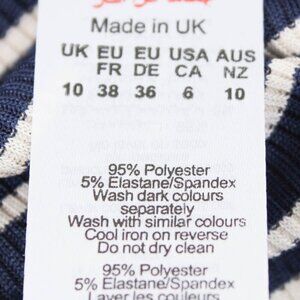 Made in UK
UK EU EU USA AUS
FR DE CA NZ
10 38 36 6 10
95% Polyester
5% Elastane/Spandex
Wash dark colours
separately
Wash with similar colours
Cool iron on reverse
Do not dry clean
95% Polyester
5% Elastane/Spandex
Laver les couleurs